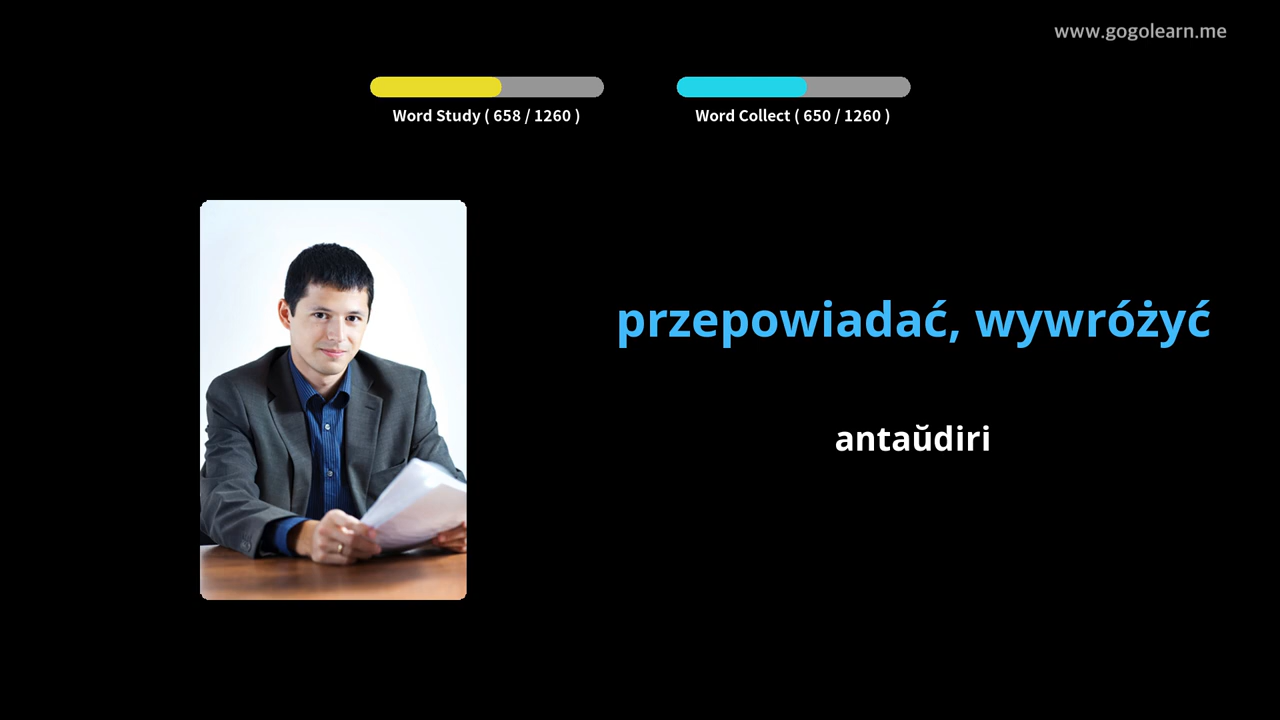 www.gogolearn.me
Word Study ( 658 / 1260 )
Word Collect ( 650 / 1260 )
przepowiadać, wywróżyć
antaŭdiri